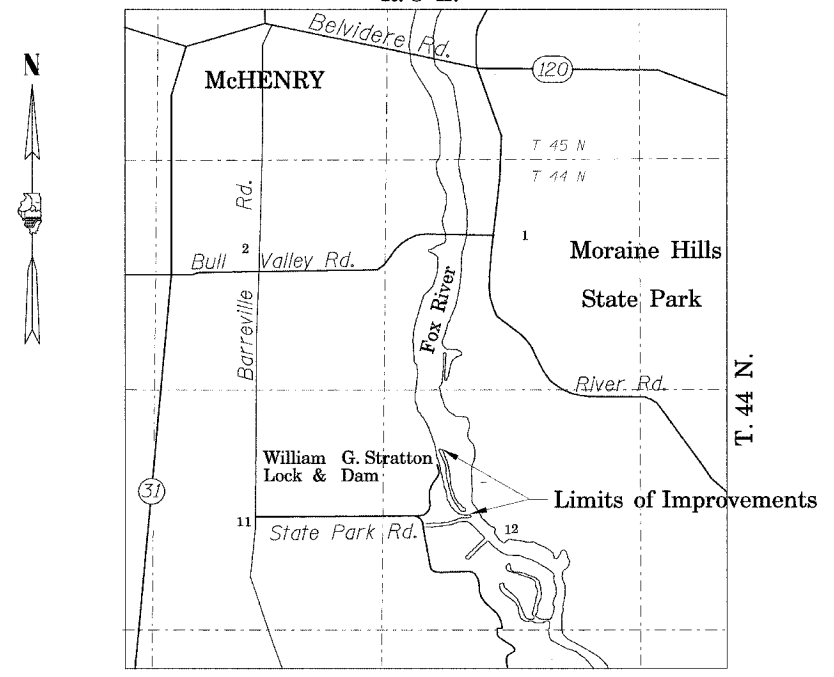 Belvidere Rd.
N
McHENRY
120
T 45 N
T 44 N
Rd.
1
2
Moraine Hills
Bull Valley Rd.
State Park
Fox River
Barreville
River Rd.
T. 44 N.
William G. Stratton
Lock & Dam
31
Limits of Improvements
11
12
State Park Rd.